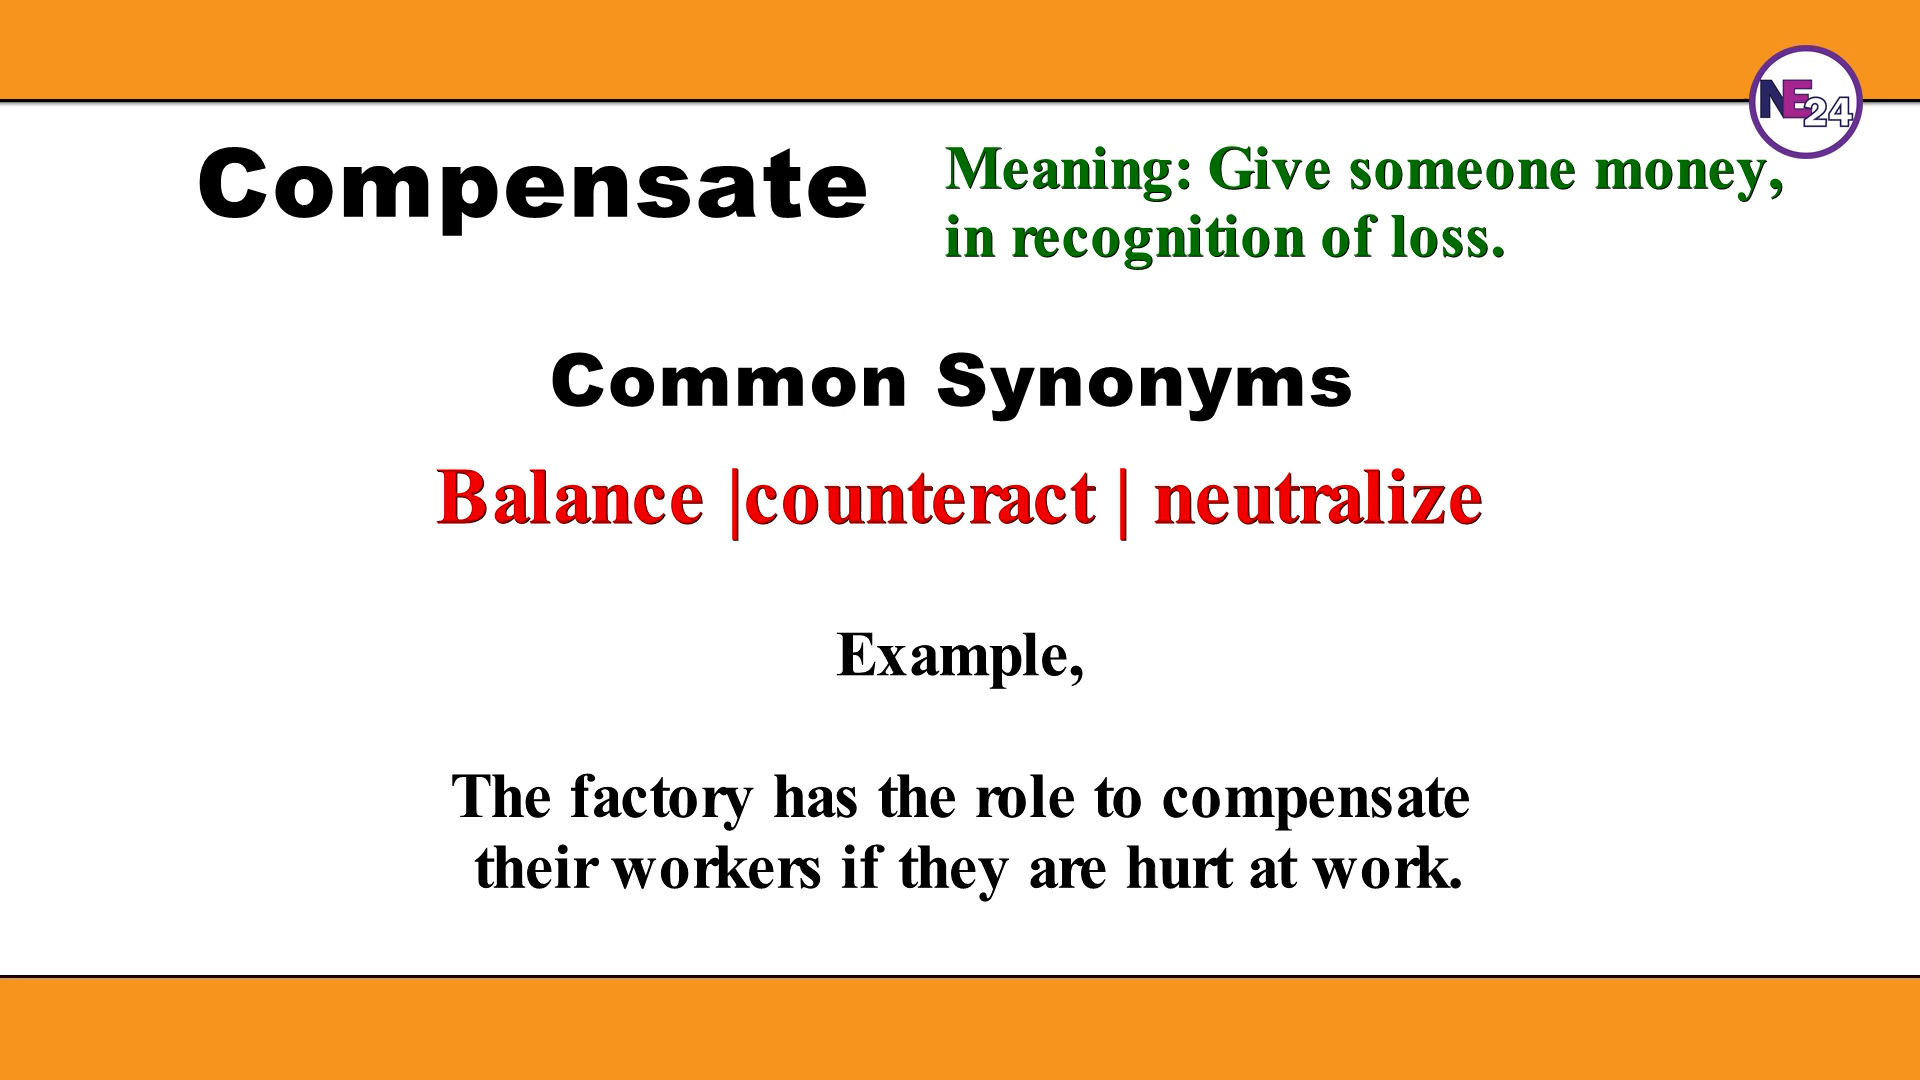 NE24
Compensate
Meaning: Give someone money,
in recognition of loss.
Common Synonyms
Balance |counteract | neutralize
Example,
The factory has the role to compensate
their workers if they are hurt at work.